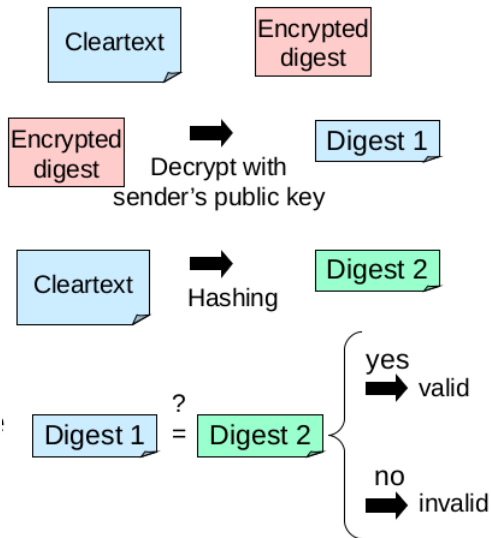 Cleartext
Encrypted
digest
Encrypted
digest
Decrypt with
sender's public key
Digest 1
Cleartext
Hashing
Digest 2
Digest 1
?
=
Digest 2
yes
valid
no
invalid